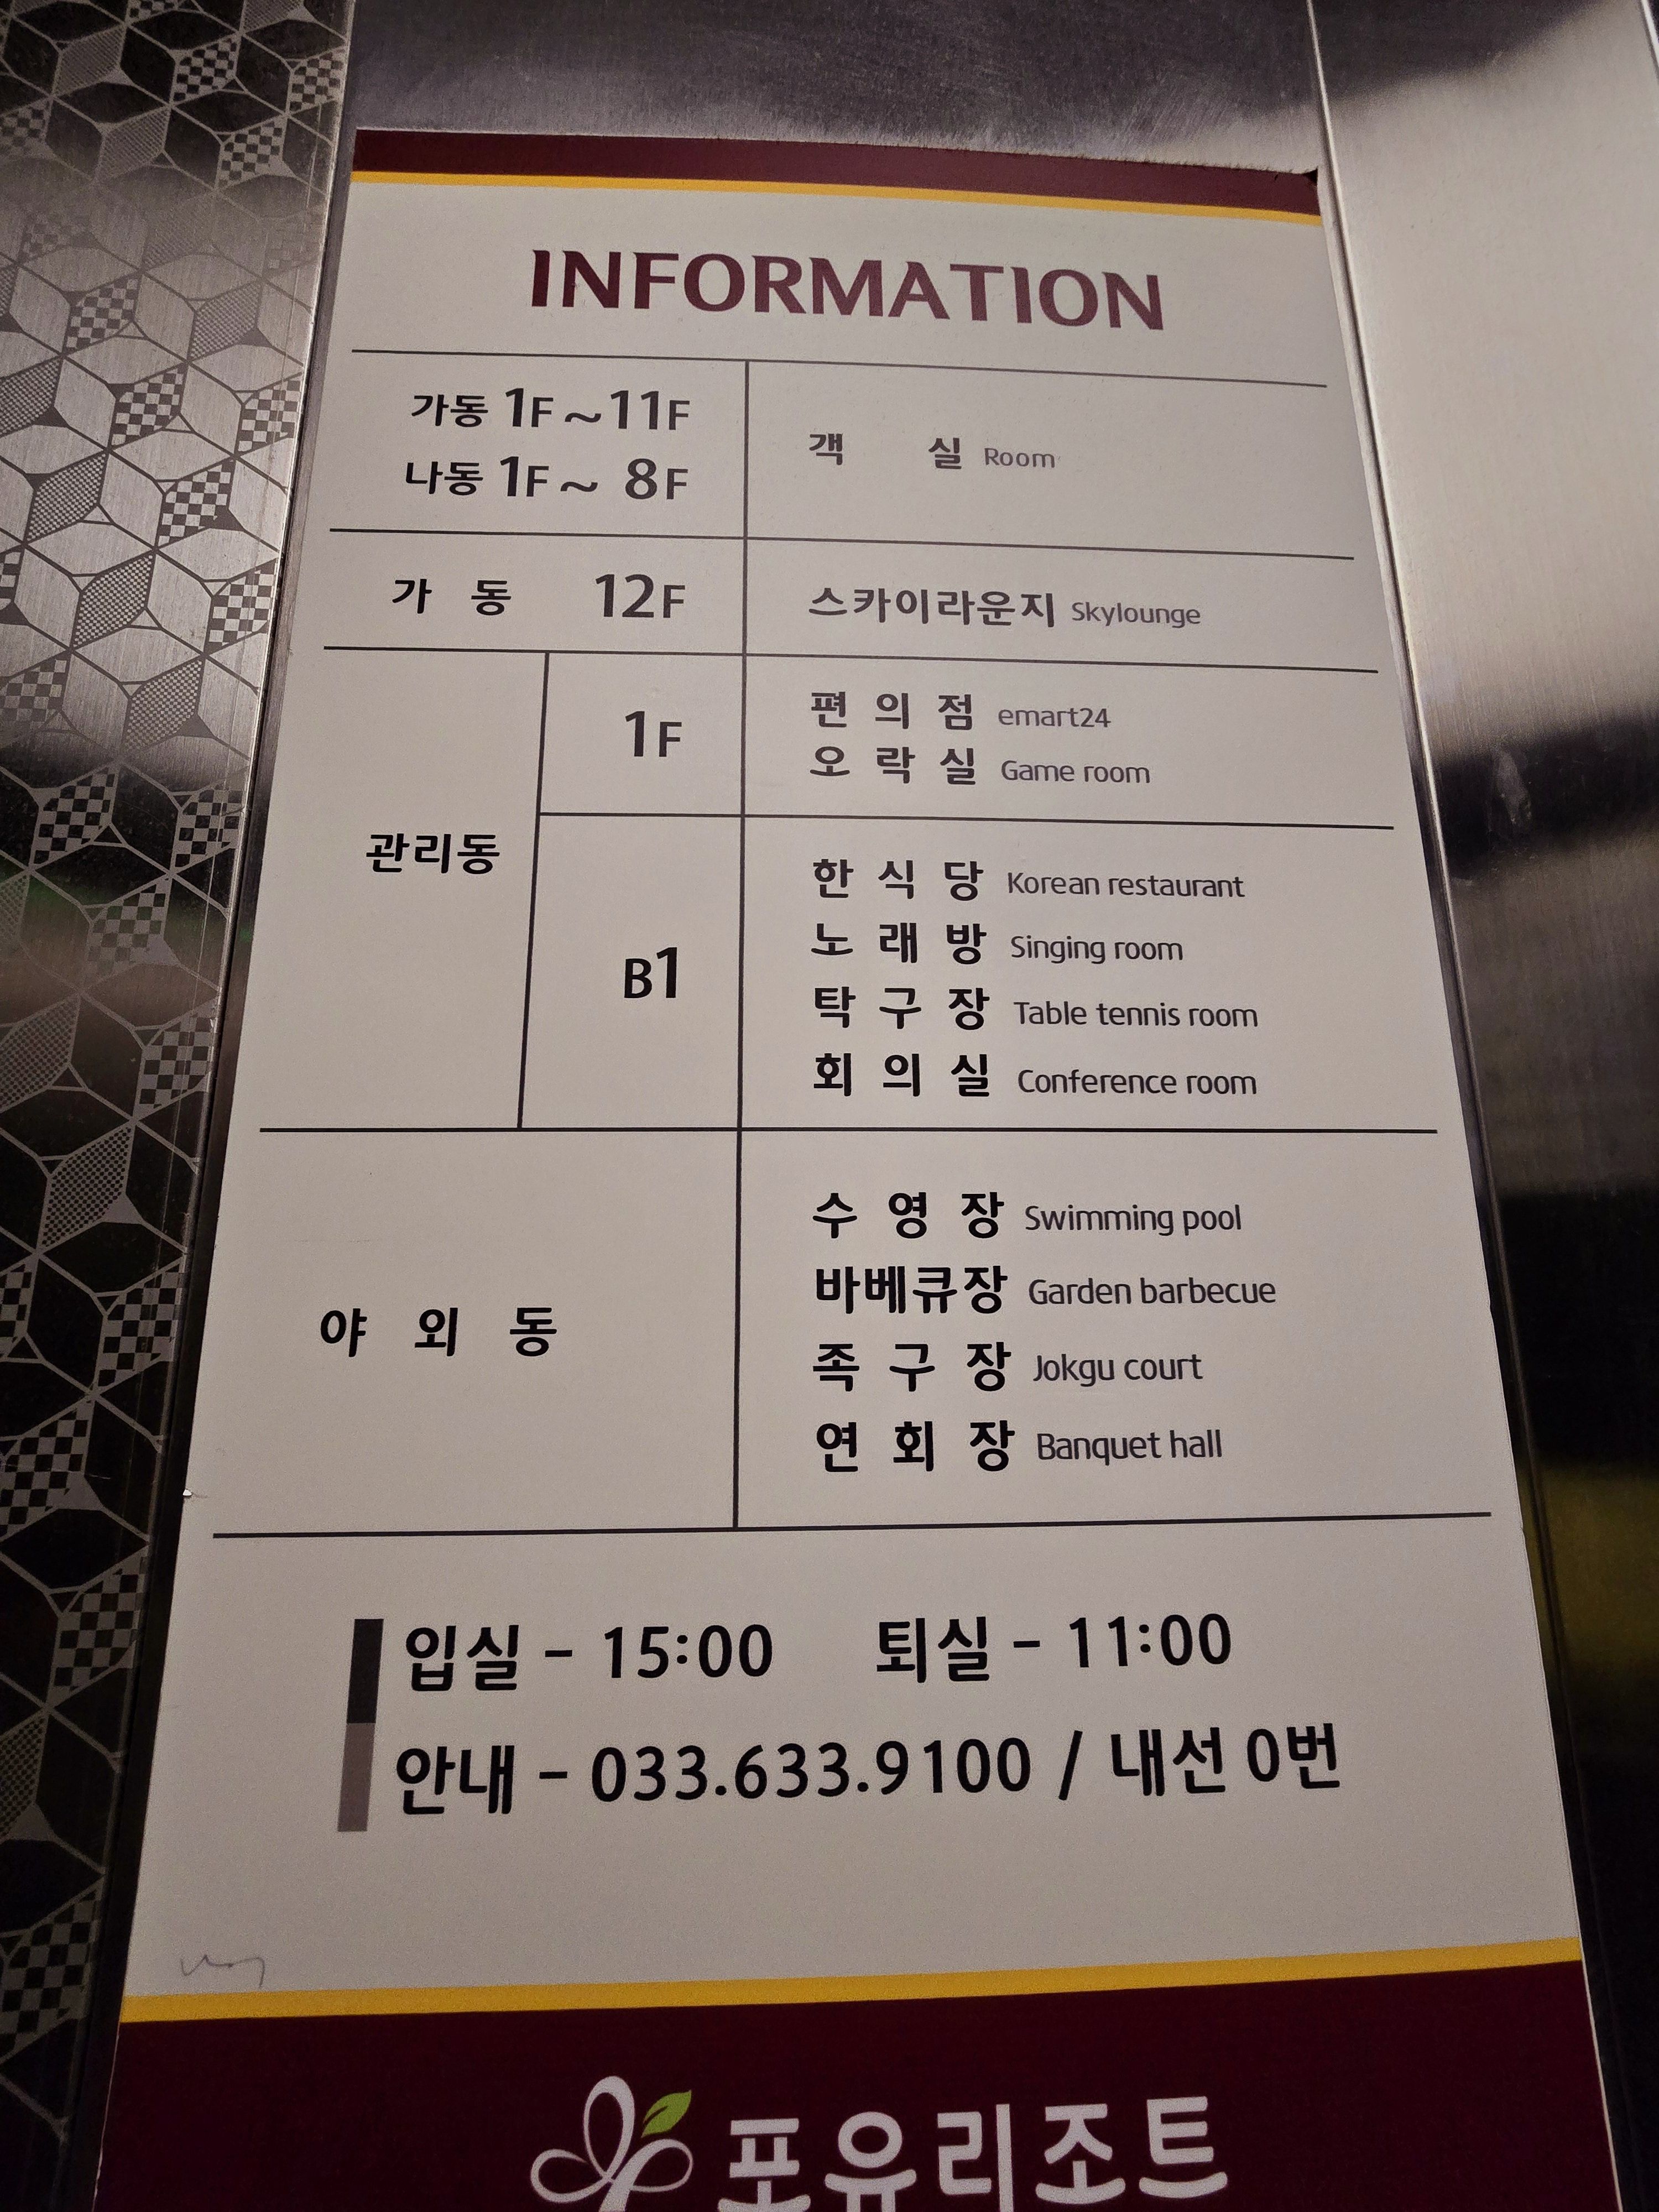 INFORMATION
가동 1F~11F
나동 1F~ 8F
객 실 Room
가 동 12F
스카이라운지 Skylounge
관리동
1F
편 의 점 emart24
오 락 실 Game room
B1
한 식 당 Korean restaurant
노 래 방 Singing room
탁 구 장 Table tennis room
회 의 실 Conference room
야 외 동
수 영 장 Swimming pool
바베큐장 Garden barbecue
족 구 장 Jokgu court
연 회 장 Banquet hall
입실 - 15:00 퇴실 - 11:00
안내 - 033.633.9100 / 내선 0번
포유리조트